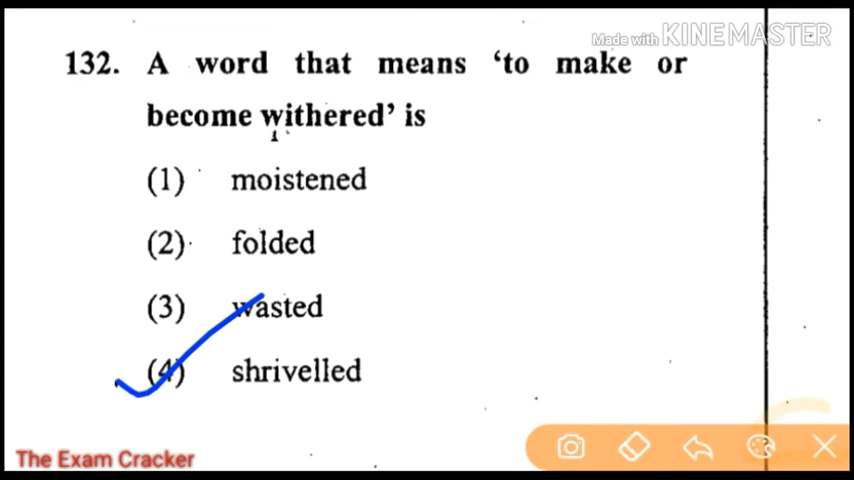 Made with KINEMASTER
132. A word that means ‘to make or
become withered’ is
(1) moistened
(2) folded
(3) wasted
(4) shrivelled
The Exam Cracker